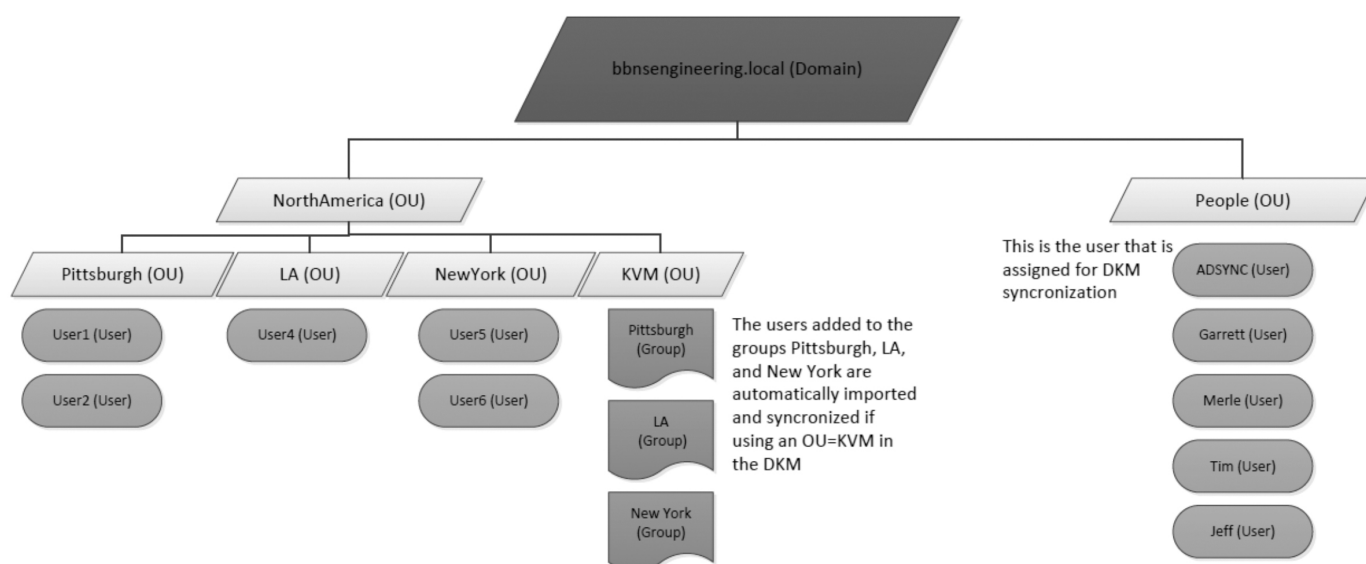 bbnsengineering.local (Domain)
NorthAmerica (OU)
People (OU)
Pittsburgh (OU)
LA (OU)
NewYork (OU)
KVM (OU)
User1 (User)
User2 (User)
User4 (User)
User5 (User)
User6 (User)
Pittsburgh
(Group)
LA
(Group)
New York
(Group)
The users added to the
groups Pittsburgh, LA,
and New York are
automatically imported
and syncronized if
using an OU=KVM in
the DKM
This is the user that is
assigned for DKM
syncronization
ADSYNC (User)
Garrett (User)
Merle (User)
Tim (User)
Jeff (User)